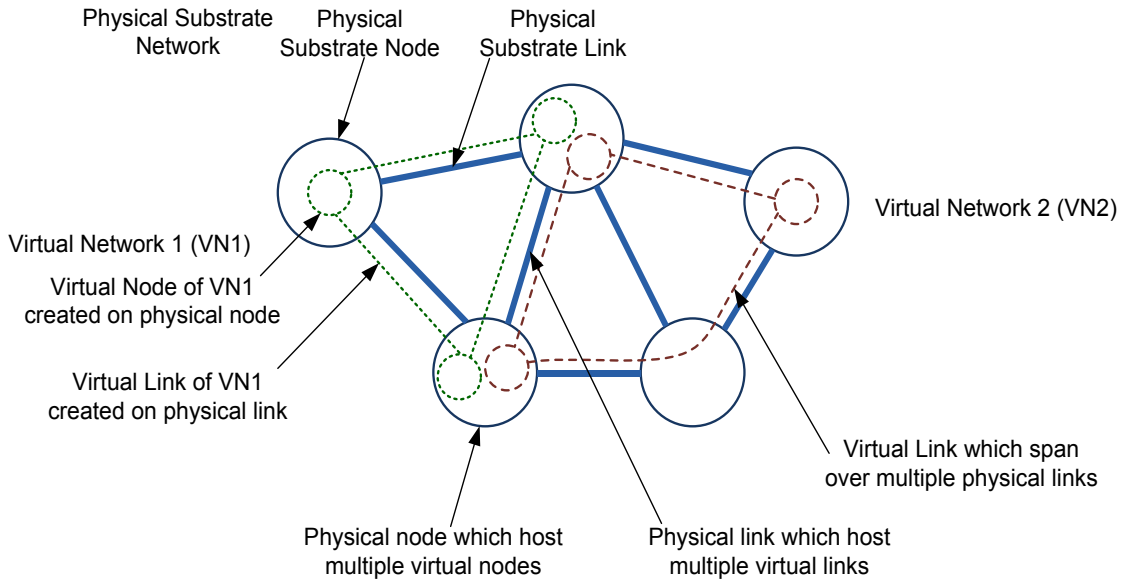 Physical Substrate
Network
Physical
Substrate Node
Physical
Substrate Link
Virtual Network 2 (VN2)
Virtual Network 1 (VN1)
Virtual Node of VN1
created on physical node
Virtual Link of VN1
created on physical link
Virtual Link which span
over multiple physical links
Physical node which host
multiple virtual nodes
Physical link which host
multiple virtual links